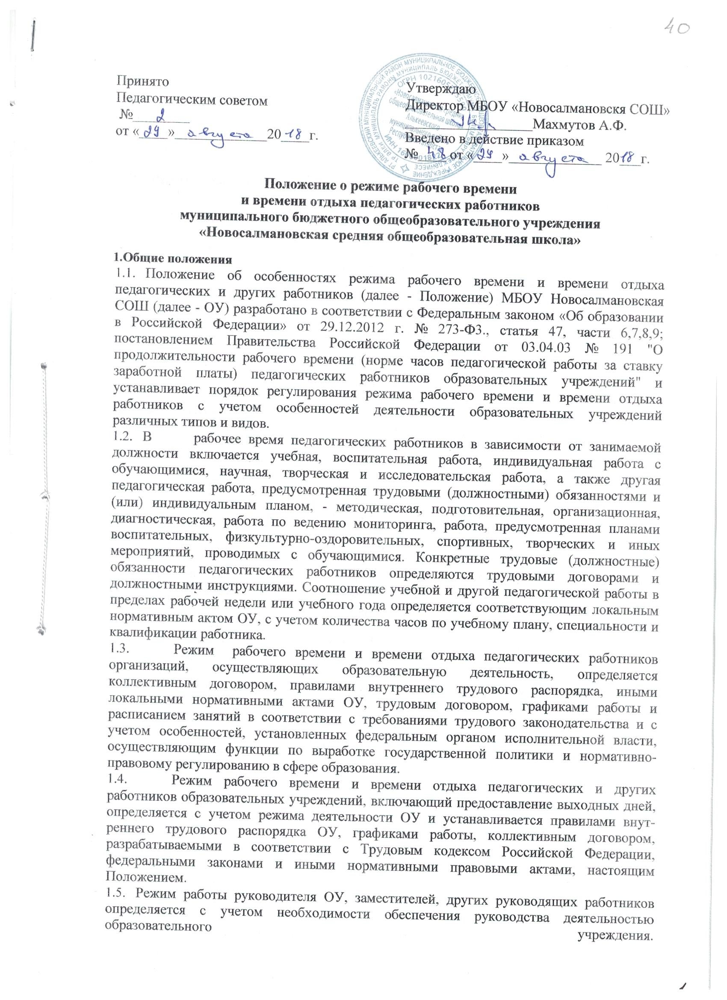 40
Принято
Педагогическим советом
№ 2
от «29» августа 2018 г.
Утверждаю
Директор МБОУ «Новосалмановскя СОШ»
Махмутов А.Ф.
Введено в действие приказом
№ 48 от «29» августа 2018 г.
Положение о режиме рабочего времени
и времени отдыха педагогических работников
муниципального бюджетного общеобразовательного учреждения
«Новосалмановская средняя общеобразовательная школа»
1.Общие положения
1.1. Положение об особенностях режима рабочего времени и времени отдыха
педагогических и других работников (далее - Положение) МБОУ Новосалмановская
СОШ (далее - ОУ) разработано в соответствии с Федеральным законом «Об образовании
в Российской Федерации» от 29.12.2012 г. № 273-ФЗ., статья 47, части 6,7,8,9;
постановлением Правительства Российской Федерации от 03.04.03 № 191 "О
продолжительности рабочего времени (норме часов педагогической работы за ставку
заработной платы) педагогических работников образовательных учреждений" и
устанавливает порядок регулирования режима рабочего времени и времени отдыха
работников с учетом особенностей деятельности образовательных учреждений
различных типов и видов.
1.2. В рабочее время педагогических работников в зависимости от занимаемой
должности включается учебная, воспитательная работа, индивидуальная работа с
обучающимися, научная, творческая и исследовательская работа, а также другая
педагогическая работа, предусмотренная трудовыми (должностными) обязанностями и
(или) индивидуальным планом, - методическая, подготовительная, организационная,
диагностическая, работа по ведению мониторинга, работа, предусмотренная планами
воспитательных, физкультурно-оздоровительных, спортивных, творческих и иных
мероприятий, проводимых с обучающимися. Конкретные трудовые (должностные)
обязанности педагогических работников определяются трудовыми договорами и
должностными инструкциями. Соотношение учебной и другой педагогической работы в
пределах рабочей недели или учебного года определяется соответствующим локальным
нормативным актом ОУ, с учетом количества часов по учебному плану, специальности и
квалификации работника.
1.3. Режим рабочего времени и времени отдыха педагогических работников
организаций, осуществляющих образовательную деятельность, определяется
коллективным договором, правилами внутреннего трудового распорядка, иными
локальными нормативными актами ОУ, трудовым договором, графиками работы и
расписанием занятий в соответствии с требованиями трудового законодательства и с
учетом особенностей, установленных федеральным органом исполнительной власти,
осуществляющим функции по выработке государственной политики и нормативно-
правовому регулированию в сфере образования.
1.4. Режим рабочего времени и времени отдыха педагогических и других
работников образовательных учреждений, включающий предоставление выходных дней,
определяется с учетом режима деятельности ОУ и устанавливается правилами внут-
реннего трудового распорядка ОУ, графиками работы, коллективным договором,
разрабатываемыми в соответствии с Трудовым кодексом Российской Федерации,
федеральными законами и иными нормативными правовыми актами, настоящим
Положением.
1.5. Режим работы руководителя ОУ, заместителей, других руководящих работников
определяется с учетом необходимости обеспечения руководства деятельностью
образовательного учреждения.